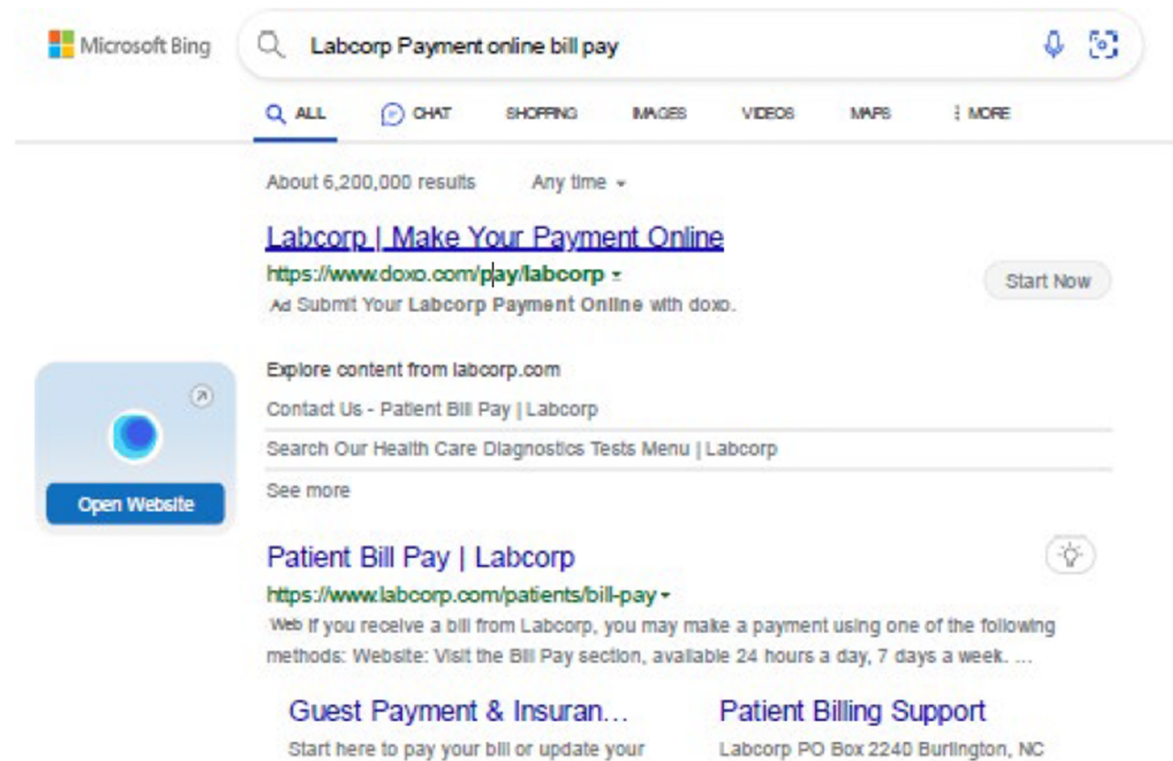 Microsoft Bing
Labcorp Payment online bill pay
ALL CHAT SHOPPING IMAGES VIDEOS MAPS MORE
About 6,200,000 results Any time
Labcorp | Make Your Payment Online
https://www.doxo.com/pay/labcorp
Start Now
Ad Submit Your Labcorp Payment Online with doxo.
Explore content from labcorp.com
Contact Us - Patient Bill Pay | Labcorp
Search Our Health Care Diagnostics Tests Menu | Labcorp
See more
Open Website
Patient Bill Pay | Labcorp
https://www.labcorp.com/patients/bill-pay
Web If you receive a bill from Labcorp, you may make a payment using one of the following
methods: Website: Visit the Bill Pay section, available 24 hours a day, 7 days a week. ...
Guest Payment & Insuran... Patient Billing Support
Start here to pay your bill or update your Labcorp PO Box 2240 Burlington, NC